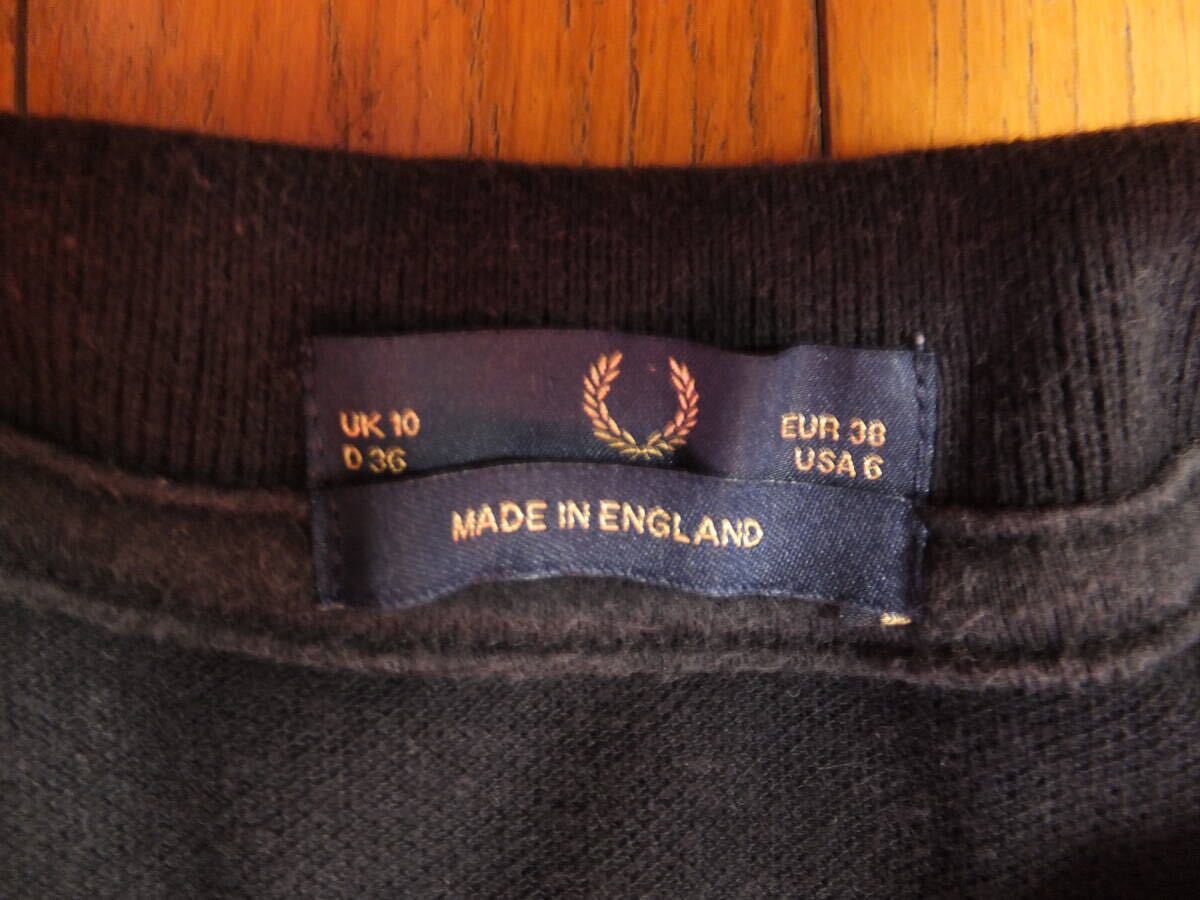 UK 10
D 36
EUR 38
USA 6
MADE IN ENGLAND